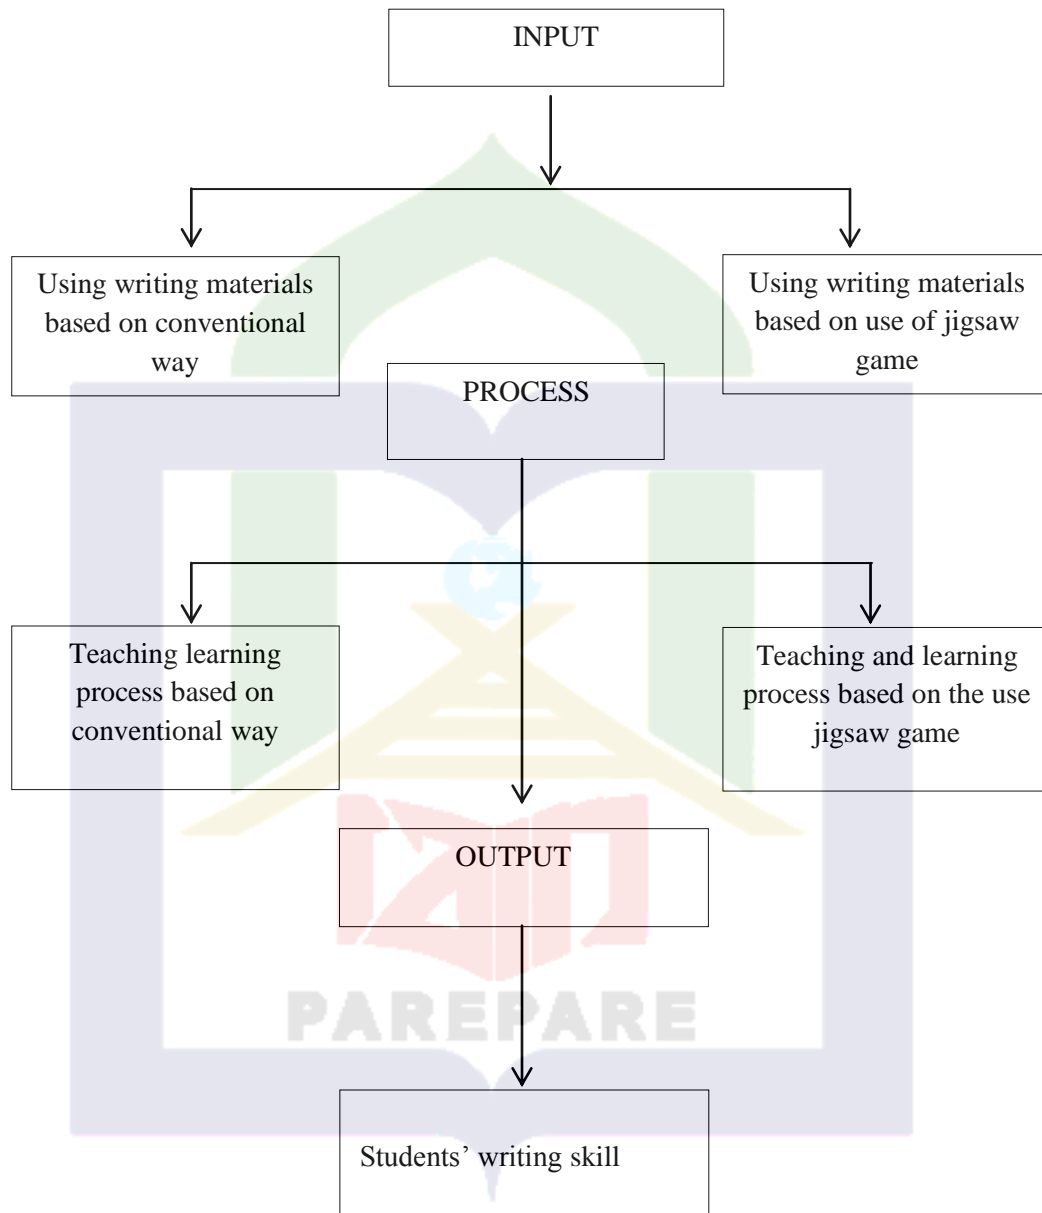 INPUT
Using writing materials
based on conventional
way
Using writing materials
based on use of jigsaw
game
PROCESS
Teaching learning
process based on
conventional way
Teaching and learning
process based on the use
jigsaw game
OUTPUT
PAREPARE
Students’ writing skill